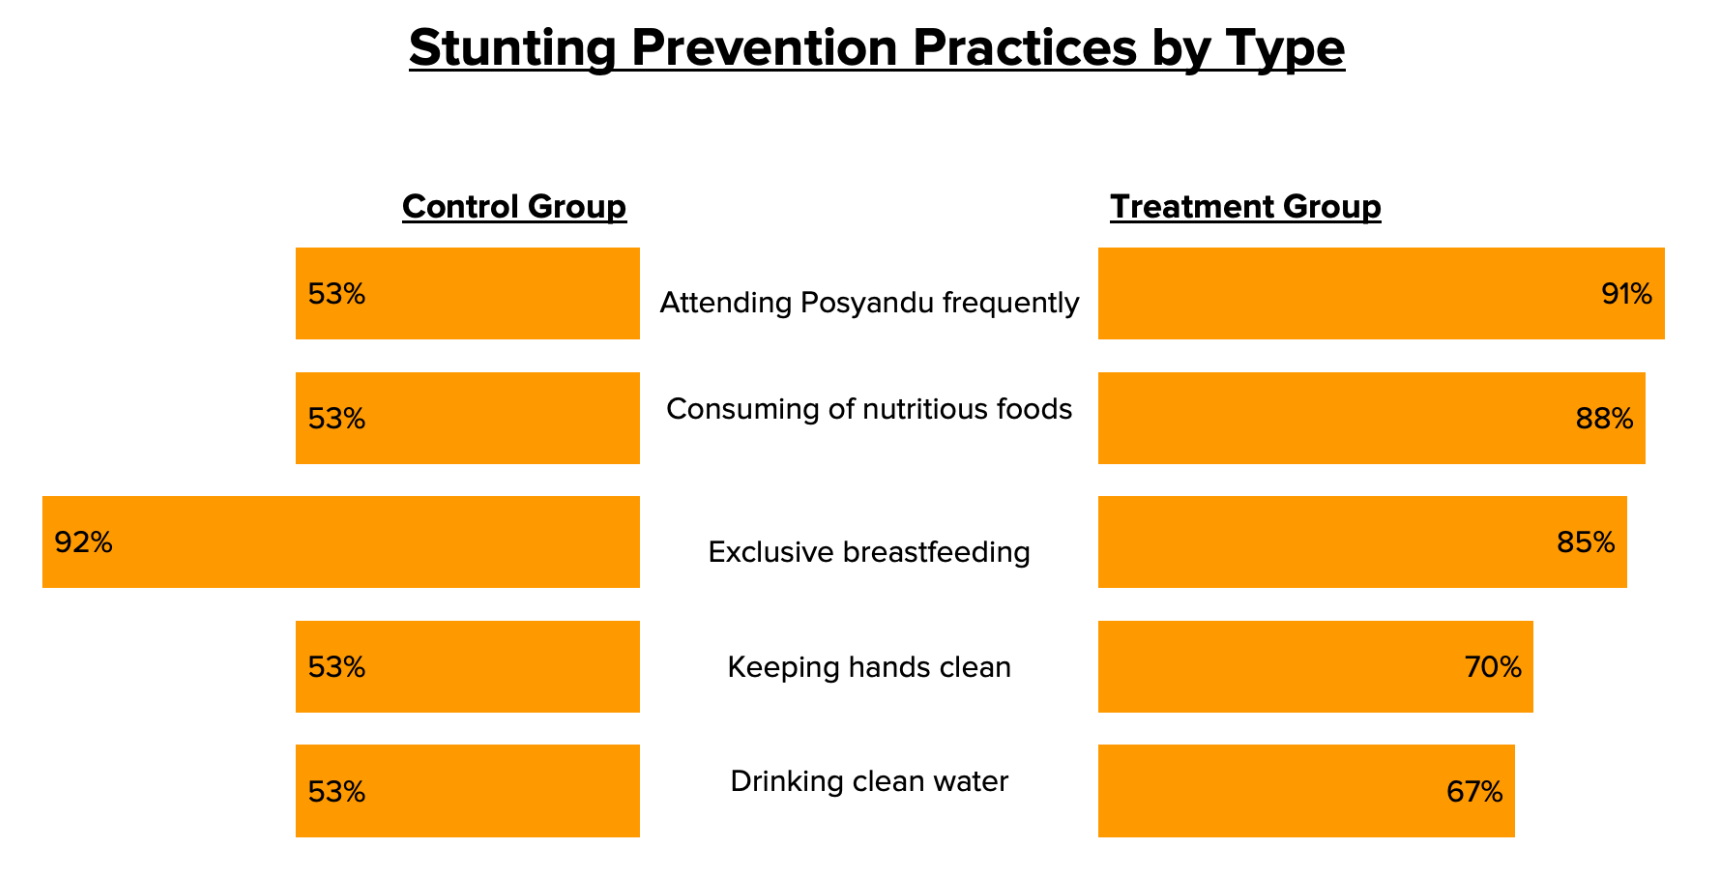 Stunting Prevention Practices by Type
Control Group
Treatment Group
53%
Attending Posyandu frequently
91%
53%
Consuming of nutritious foods
88%
92%
Exclusive breastfeeding
85%
53%
Keeping hands clean
70%
53%
Drinking clean water
67%